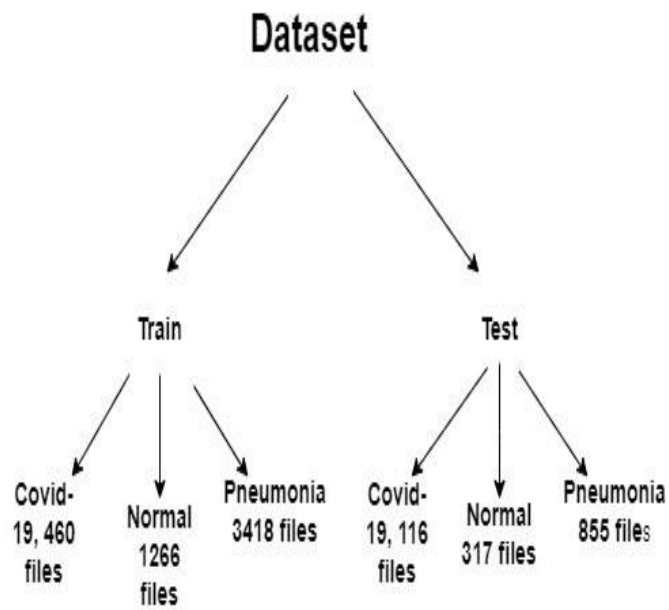 Dataset
Train
Test
Covid-
19, 460
files
Normal
1266
files
Pneumonia
3418 files
Covid-
19, 116
files
Normal
317 files
Pneumonia
855 files